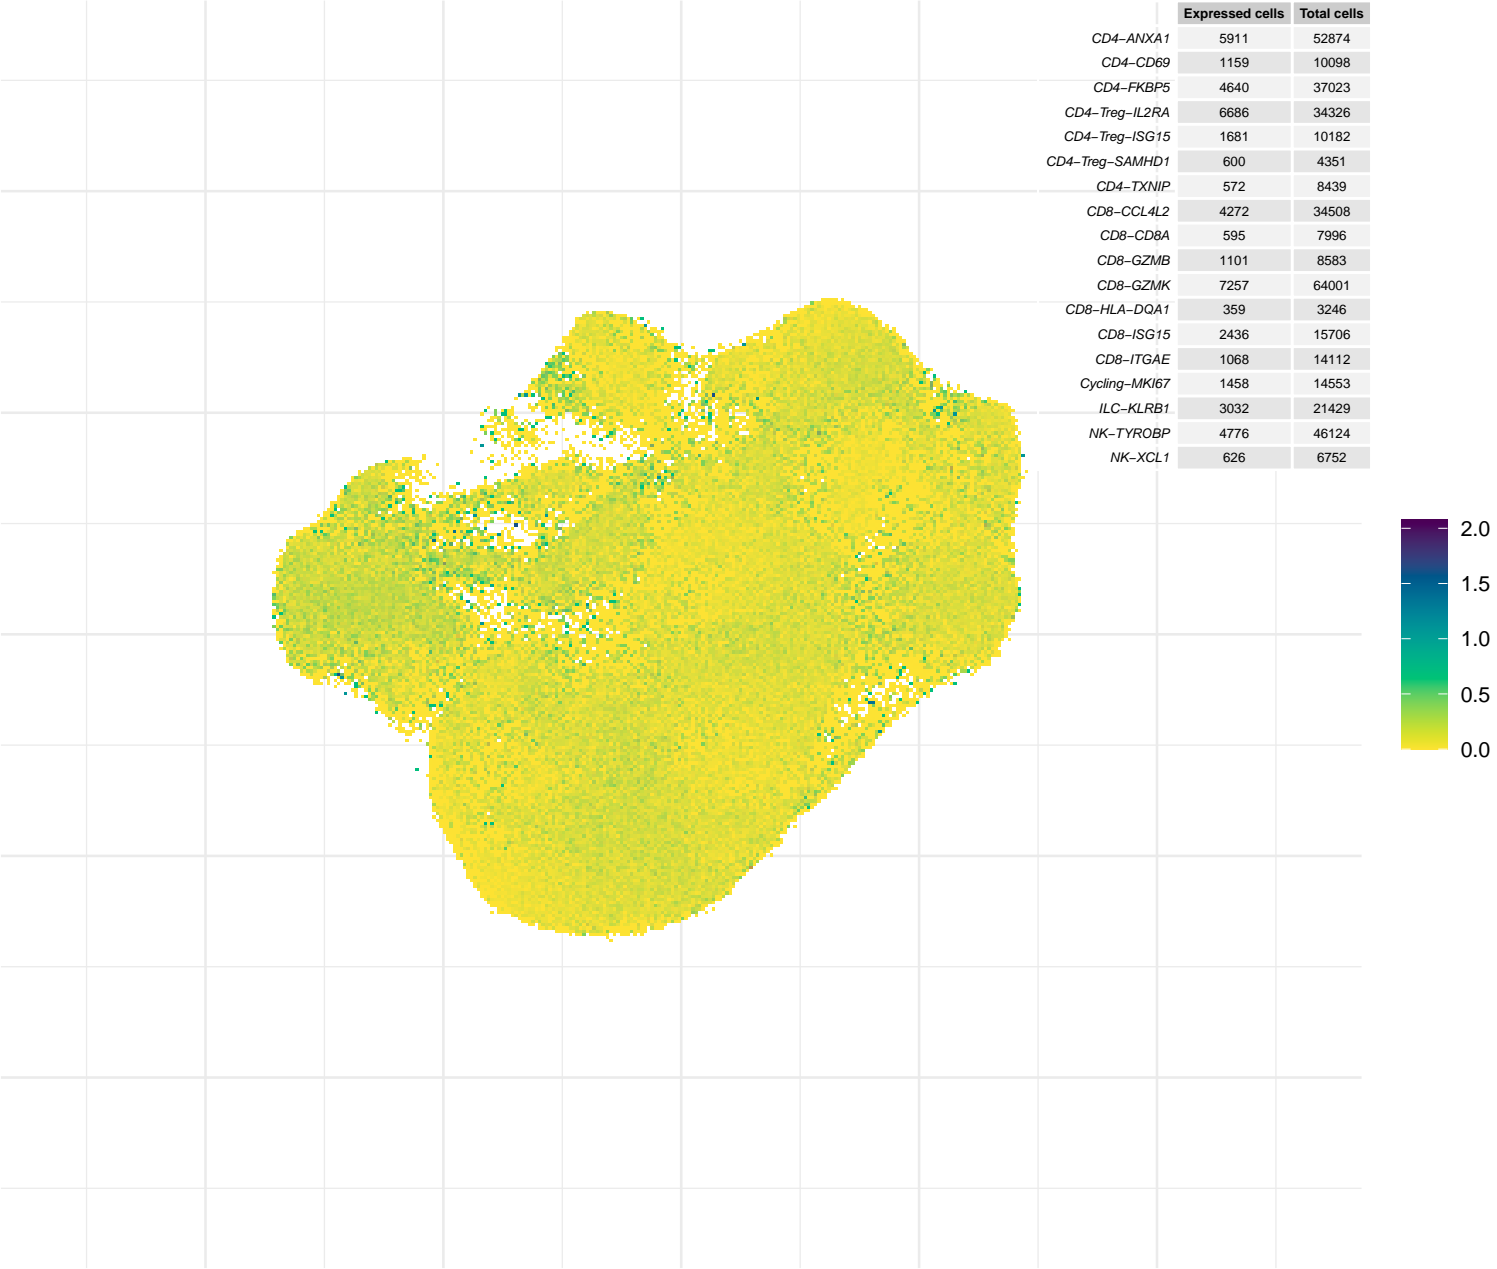 Expressed cells Total cells
CD4−ANXA1 5911 52874
CD4−CD69 1159 10098
CD4−FKBP5 4640 37023
CD4−Treg−IL2RA 6686 34326
CD4−Treg−ISG15 1681 10182
CD4−Treg−SAMHD1 600 4351
CD4−TXNIP 572 8439
CD8−CCL4L2 4272 34508
CD8−CD8A 595 7996
CD8−GZMB 1101 8583
CD8−GZMK 7257 64001
CD8−HLA−DQA1 359 3246
CD8−ISG15 2436 15706
CD8−ITGAE 1068 14112
Cycling−MKI67 1458 14553
ILC−KLRB1 3032 21429
NK−TYROBP 4776 46124
NK−XCL1 626 6752
2.0
1.5
1.0
0.5
0.0